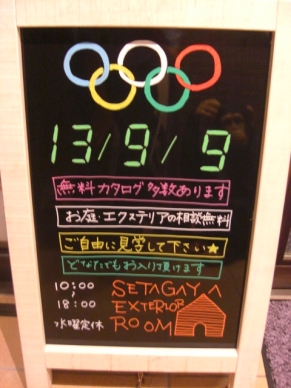 13/9/9
無料カタログ多数あります
お庭・エクステリアの相談無料
ご自由に見学して下さい★
どなたでもお入り頂けます
10:00
〜
18:00
水曜定休
SETAGAYA
EXTERIOR
ROOM